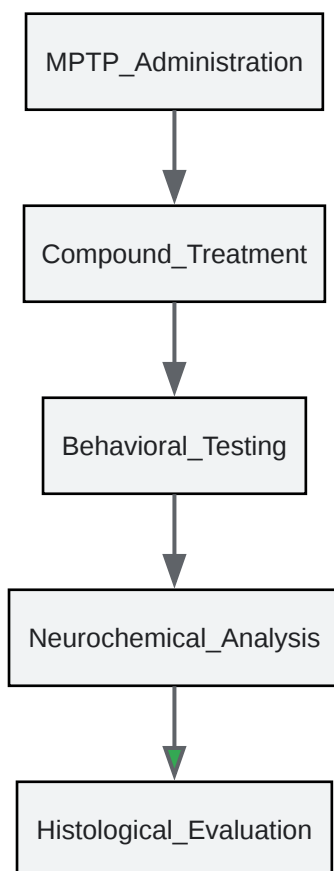 MPTP_Administration
Compound_Treatment
Behavioral_Testing
Neurochemical_Analysis
Histological_Evaluation